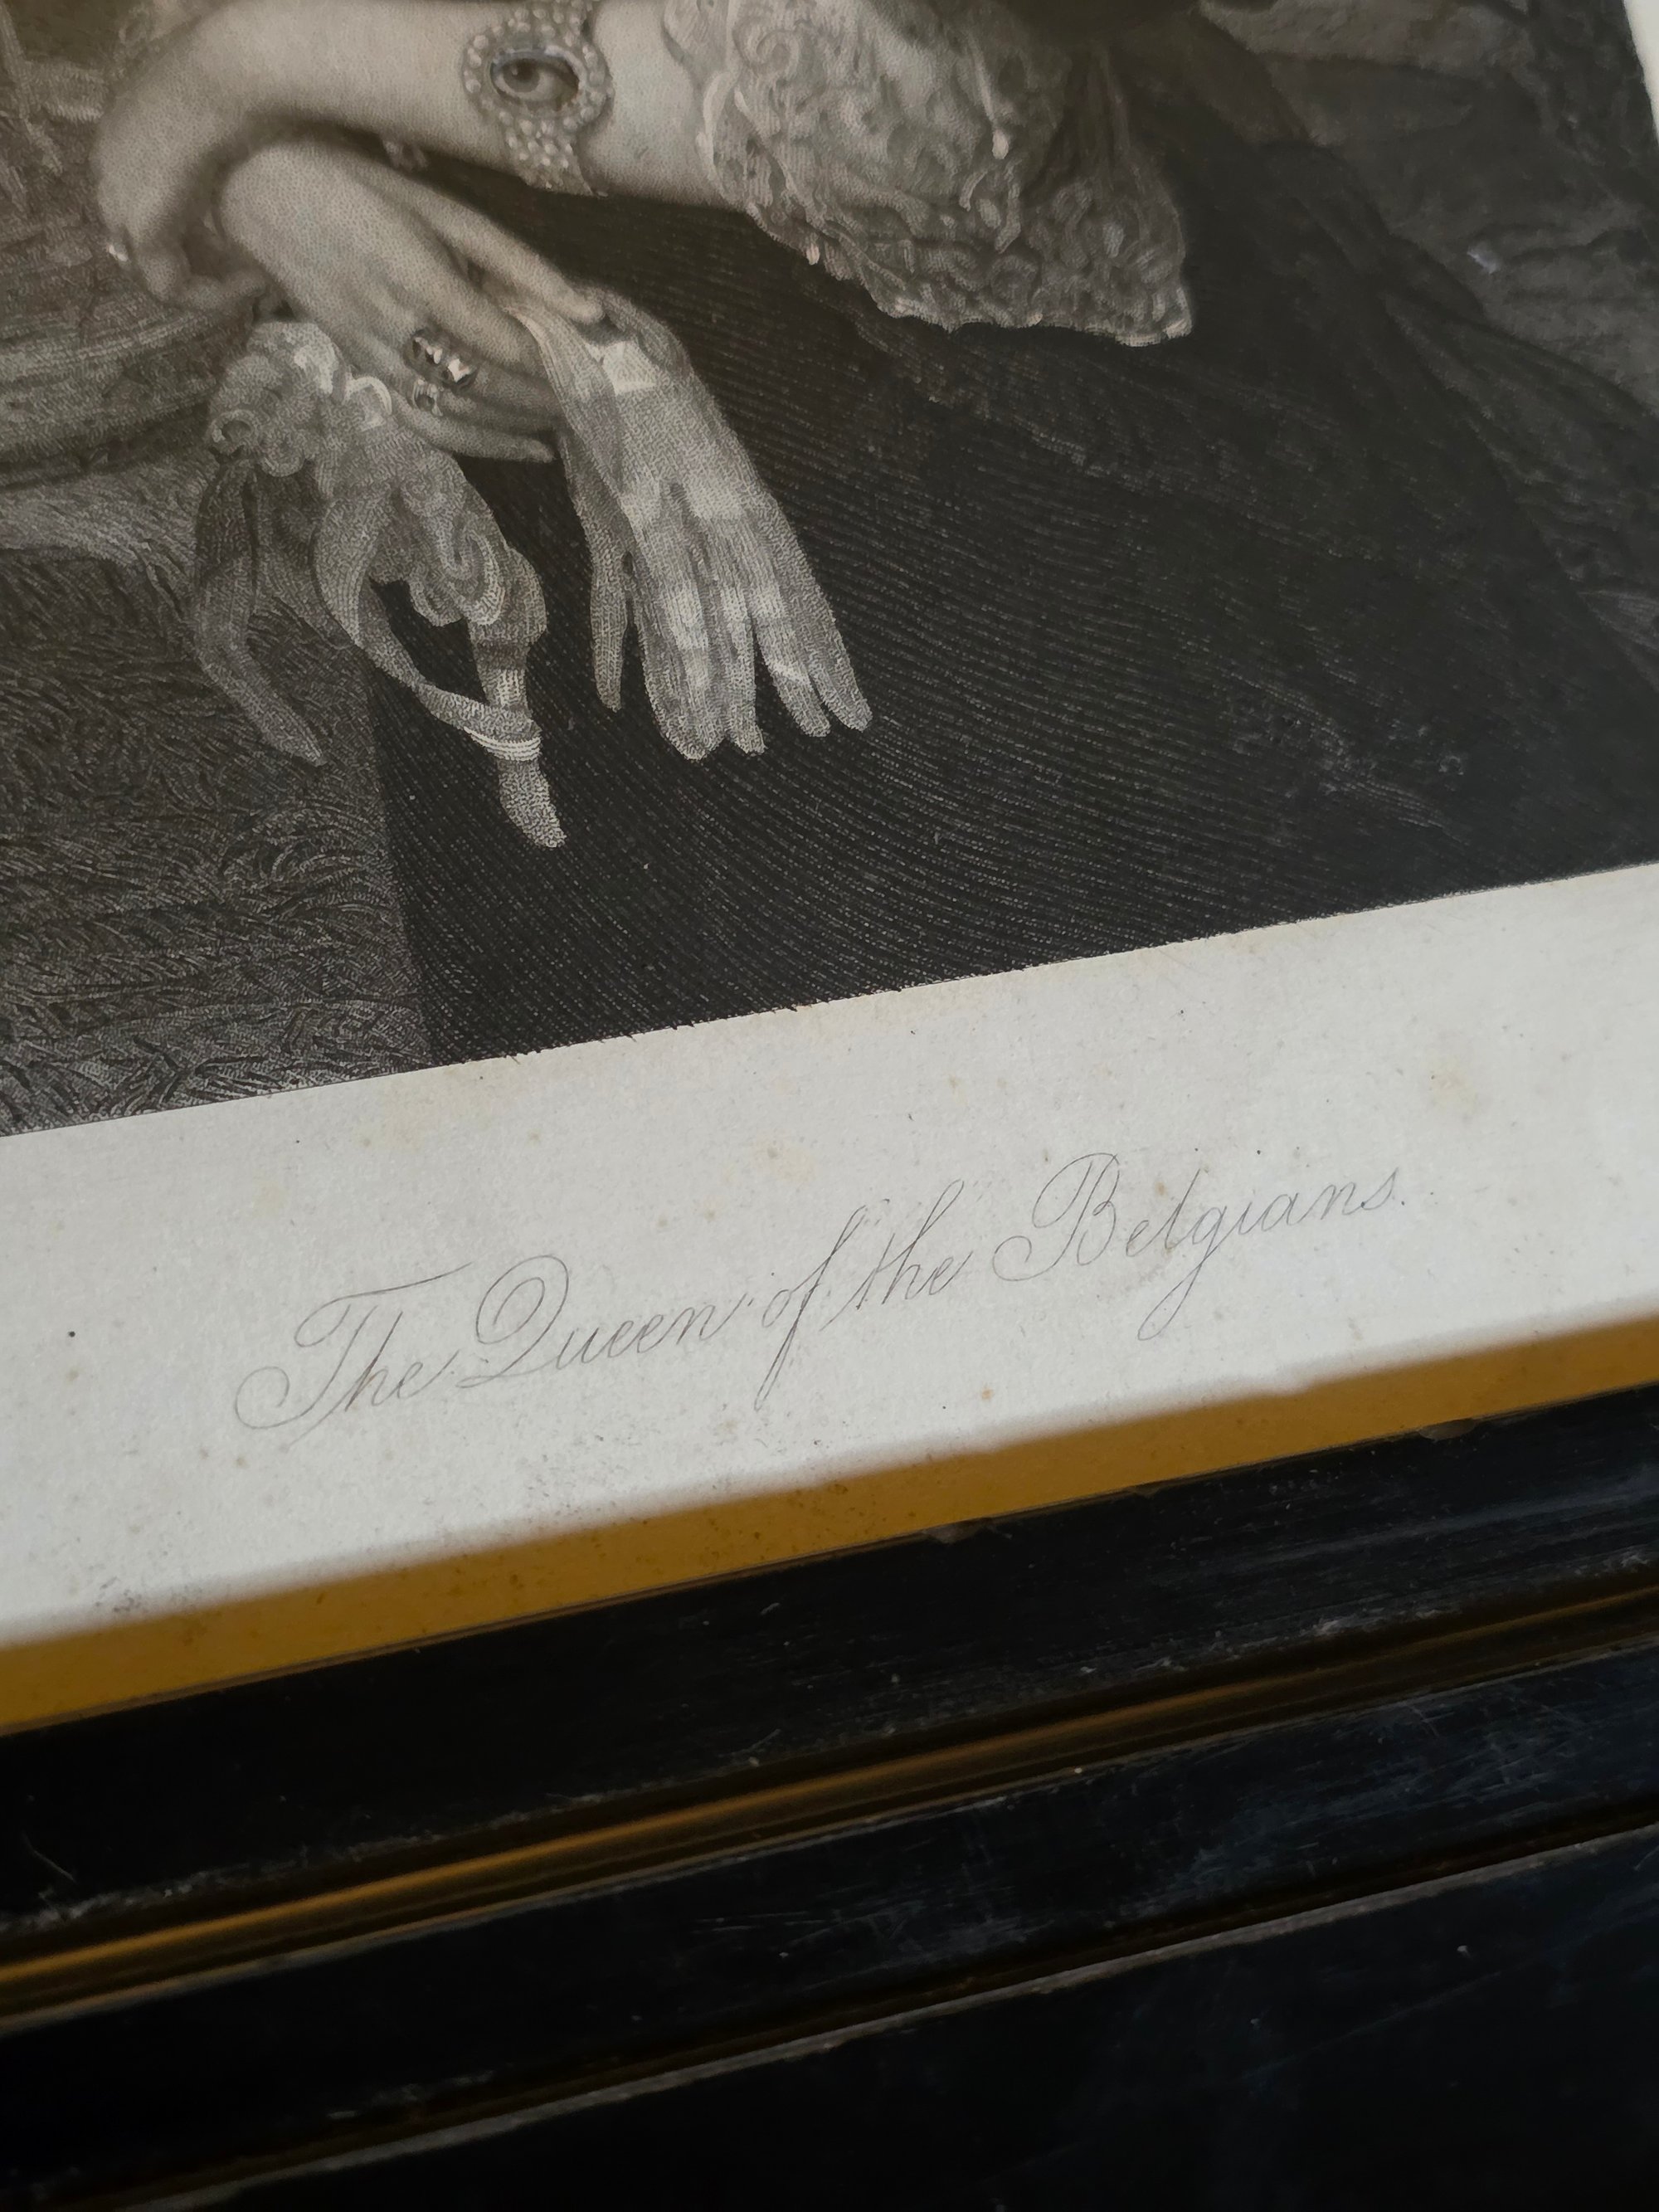 The Queen of the Belgians.